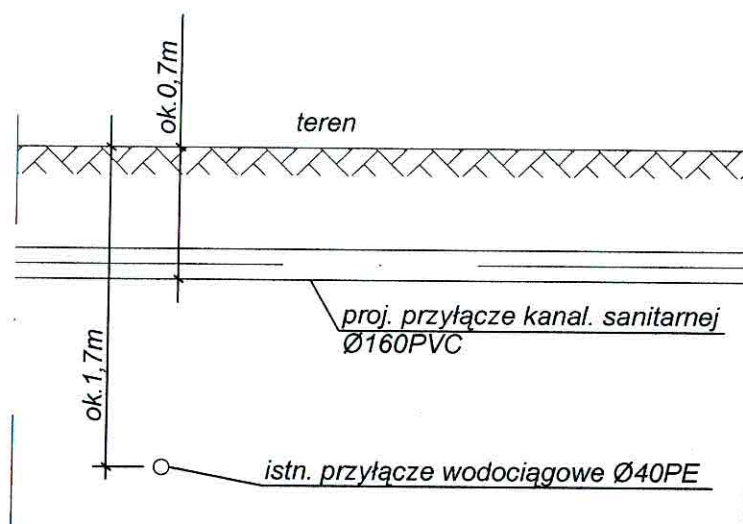 ok.0,7m
teren
proj. przyłącze kanal. sanitarnej
Ø160PVC
ok.1,7m
istn. przyłącze wodociągowe Ø40PE